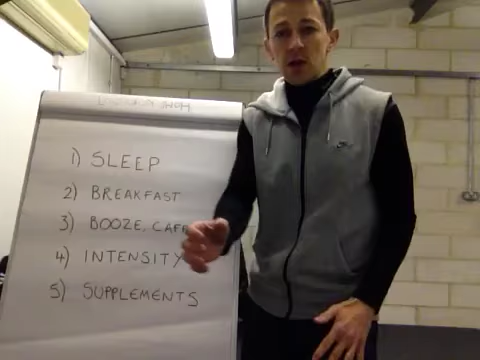 1) SLEEP
2) BREAKFAST
3) BOOZE, CAFF
4) INTENSITY
5) SUPPLEMENTS